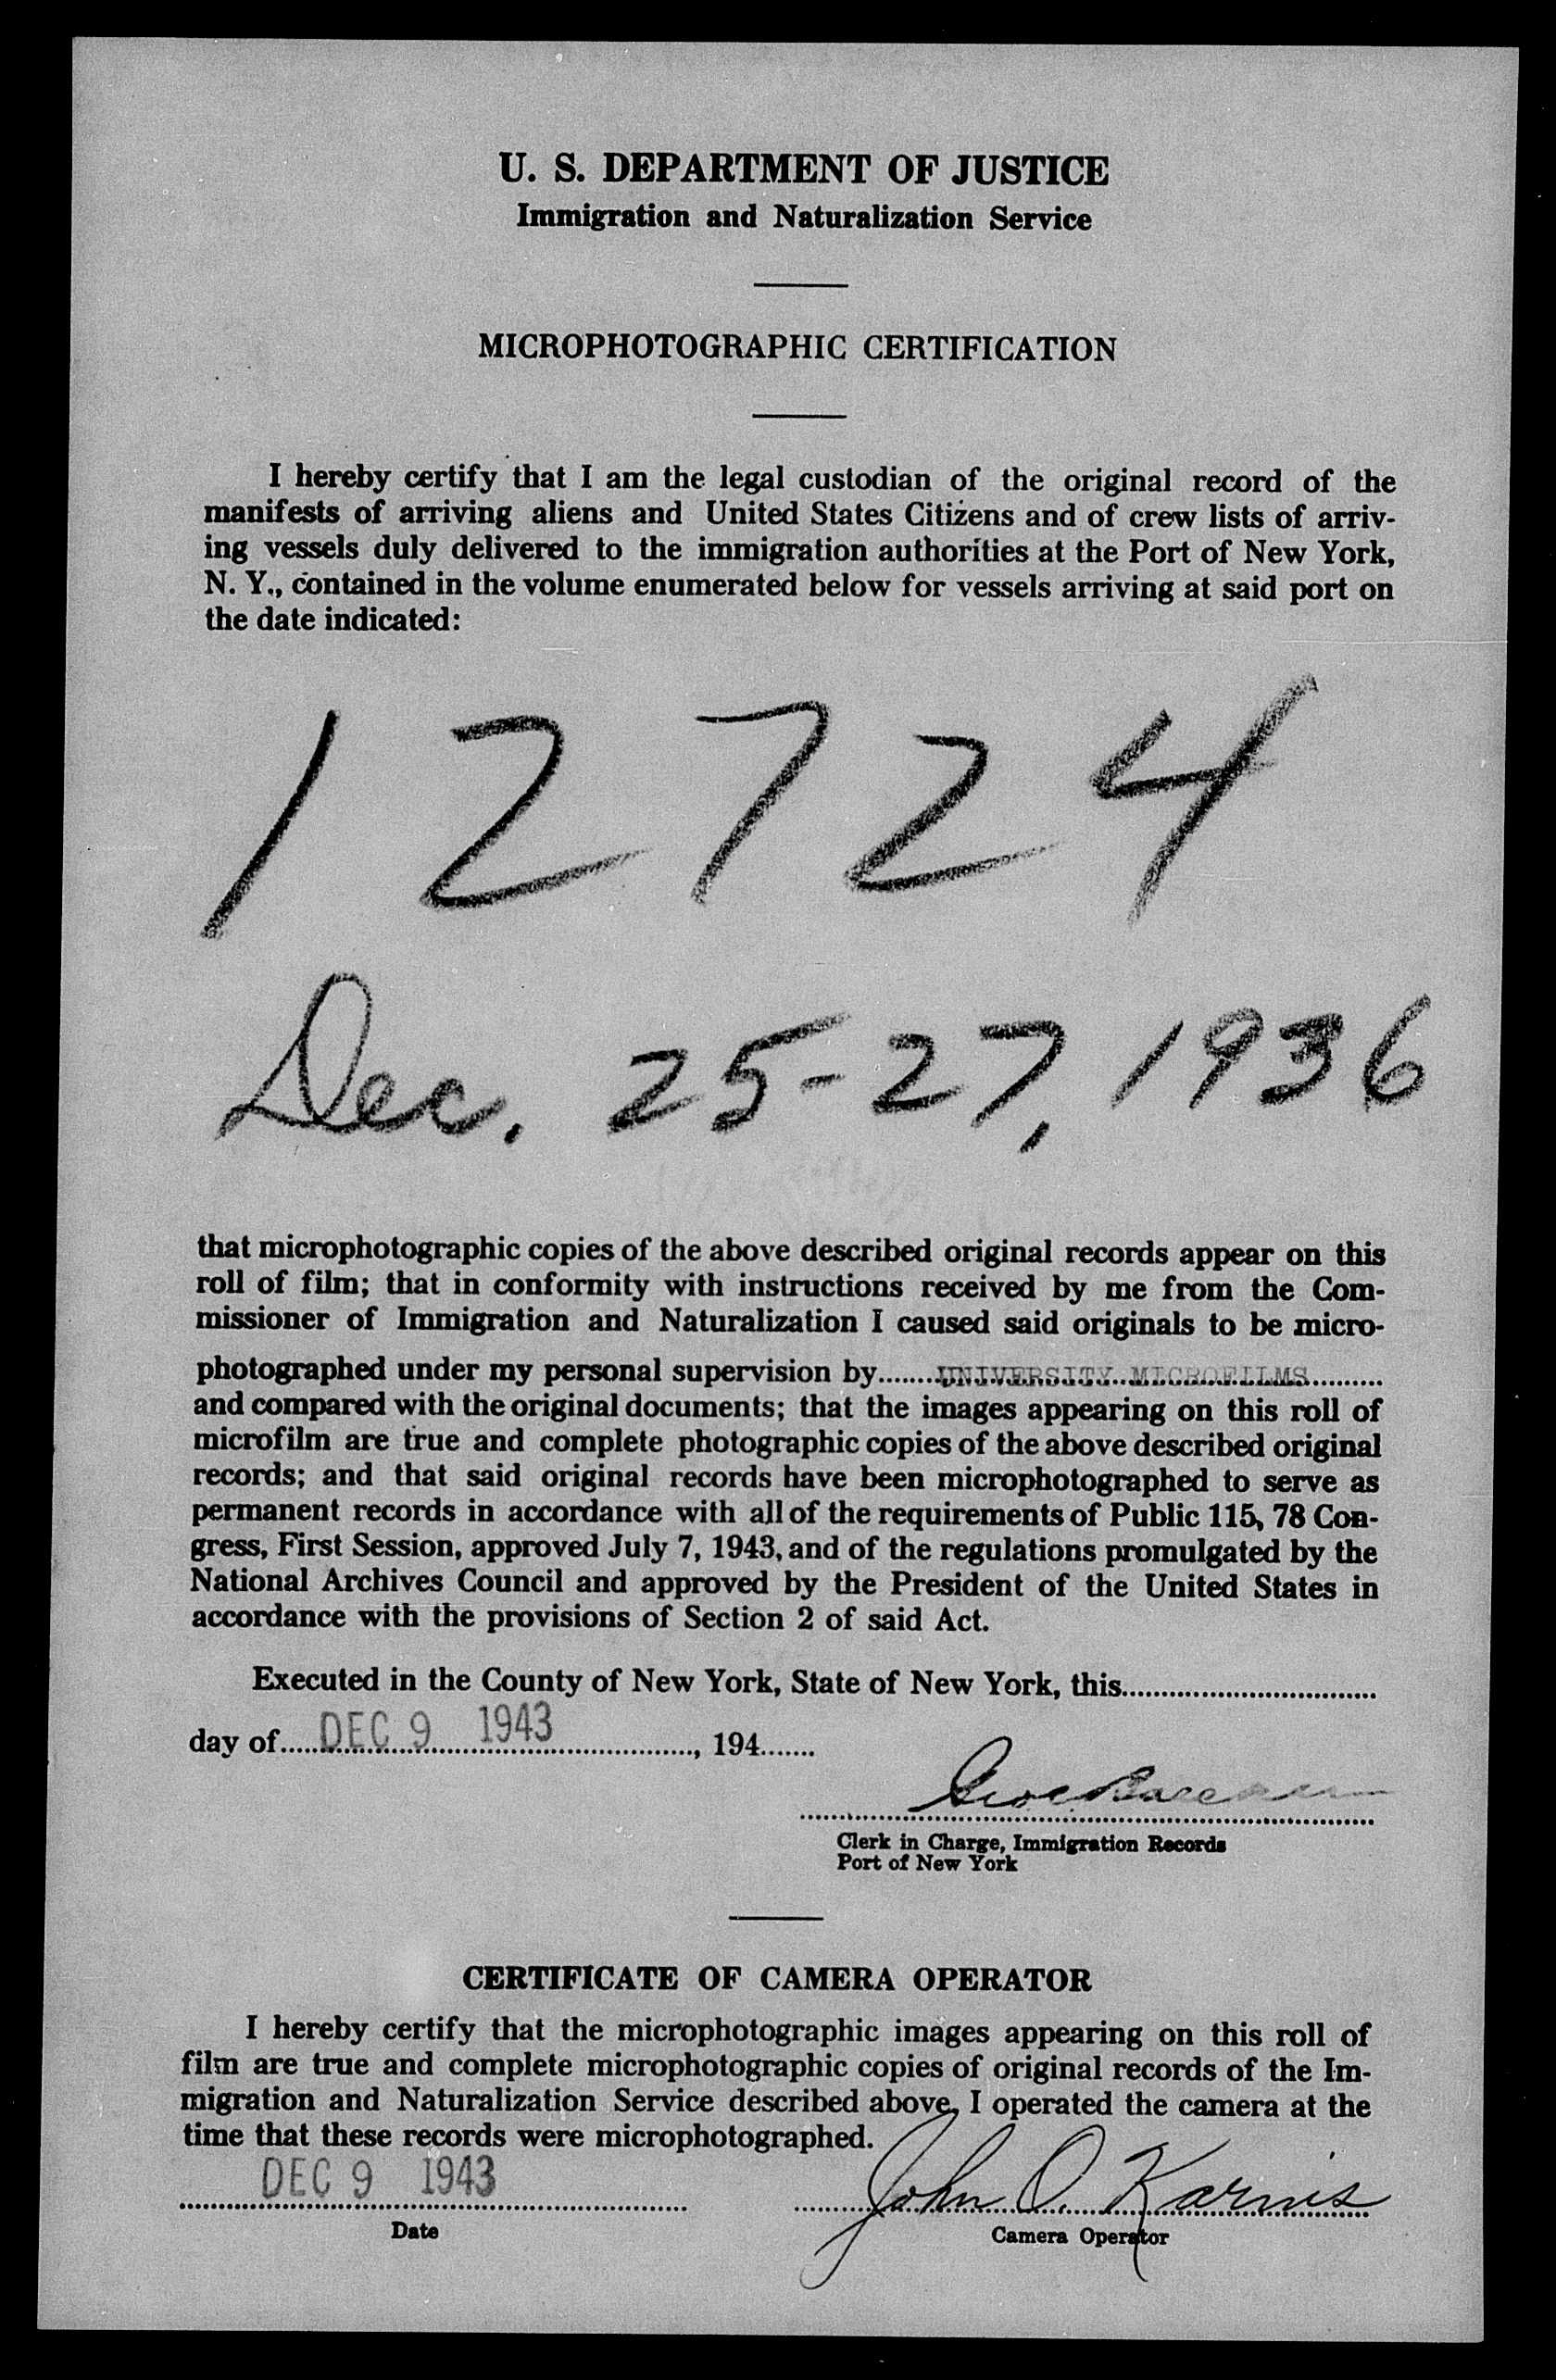 U. S. DEPARTMENT OF JUSTICE
Immigration and Naturalization Service
MICROPHOTOGRAPHIC CERTIFICATION
I hereby certify that I am the legal custodian of the original record of the
manifests of arriving aliens and United States Citizens and of crew lists of arriv-
ing vessels duly delivered to the immigration authorities at the Port of New York,
N. Y., contained in the volume enumerated below for vessels arriving at said port on
the date indicated:
12724
Dec. 25-27, 1936
that microphotographic copies of the above described original records appear on this
roll of film; that in conformity with instructions received by me from the Com-
missioner of Immigration and Naturalization I caused said originals to be micro-
photographed under my personal supervision by........UNIVERSITY MICROFILMS..........
and compared with the original documents; that the images appearing on this roll of
microfilm are true and complete photographic copies of the above described original
records; and that said original records have been microphotographed to serve as
permanent records in accordance with all of the requirements of Public 115, 78 Con-
gress, First Session, approved July 7, 1943, and of the regulations promulgated by the
National Archives Council and approved by the President of the United States in
accordance with the provisions of Section 2 of said Act.
Executed in the County of New York, State of New York, this................................
day of.....DEC 9 1943...................., 194.......
Clerk in Charge, Immigration Records
Port of New York
CERTIFICATE OF CAMERA OPERATOR
I hereby certify that the microphotographic images appearing on this roll of
film are true and complete microphotographic copies of original records of the Im-
migration and Naturalization Service described above, I operated the camera at the
time that these records were microphotographed.
DEC 9 1943 John O. Karnis
Date Camera Operator